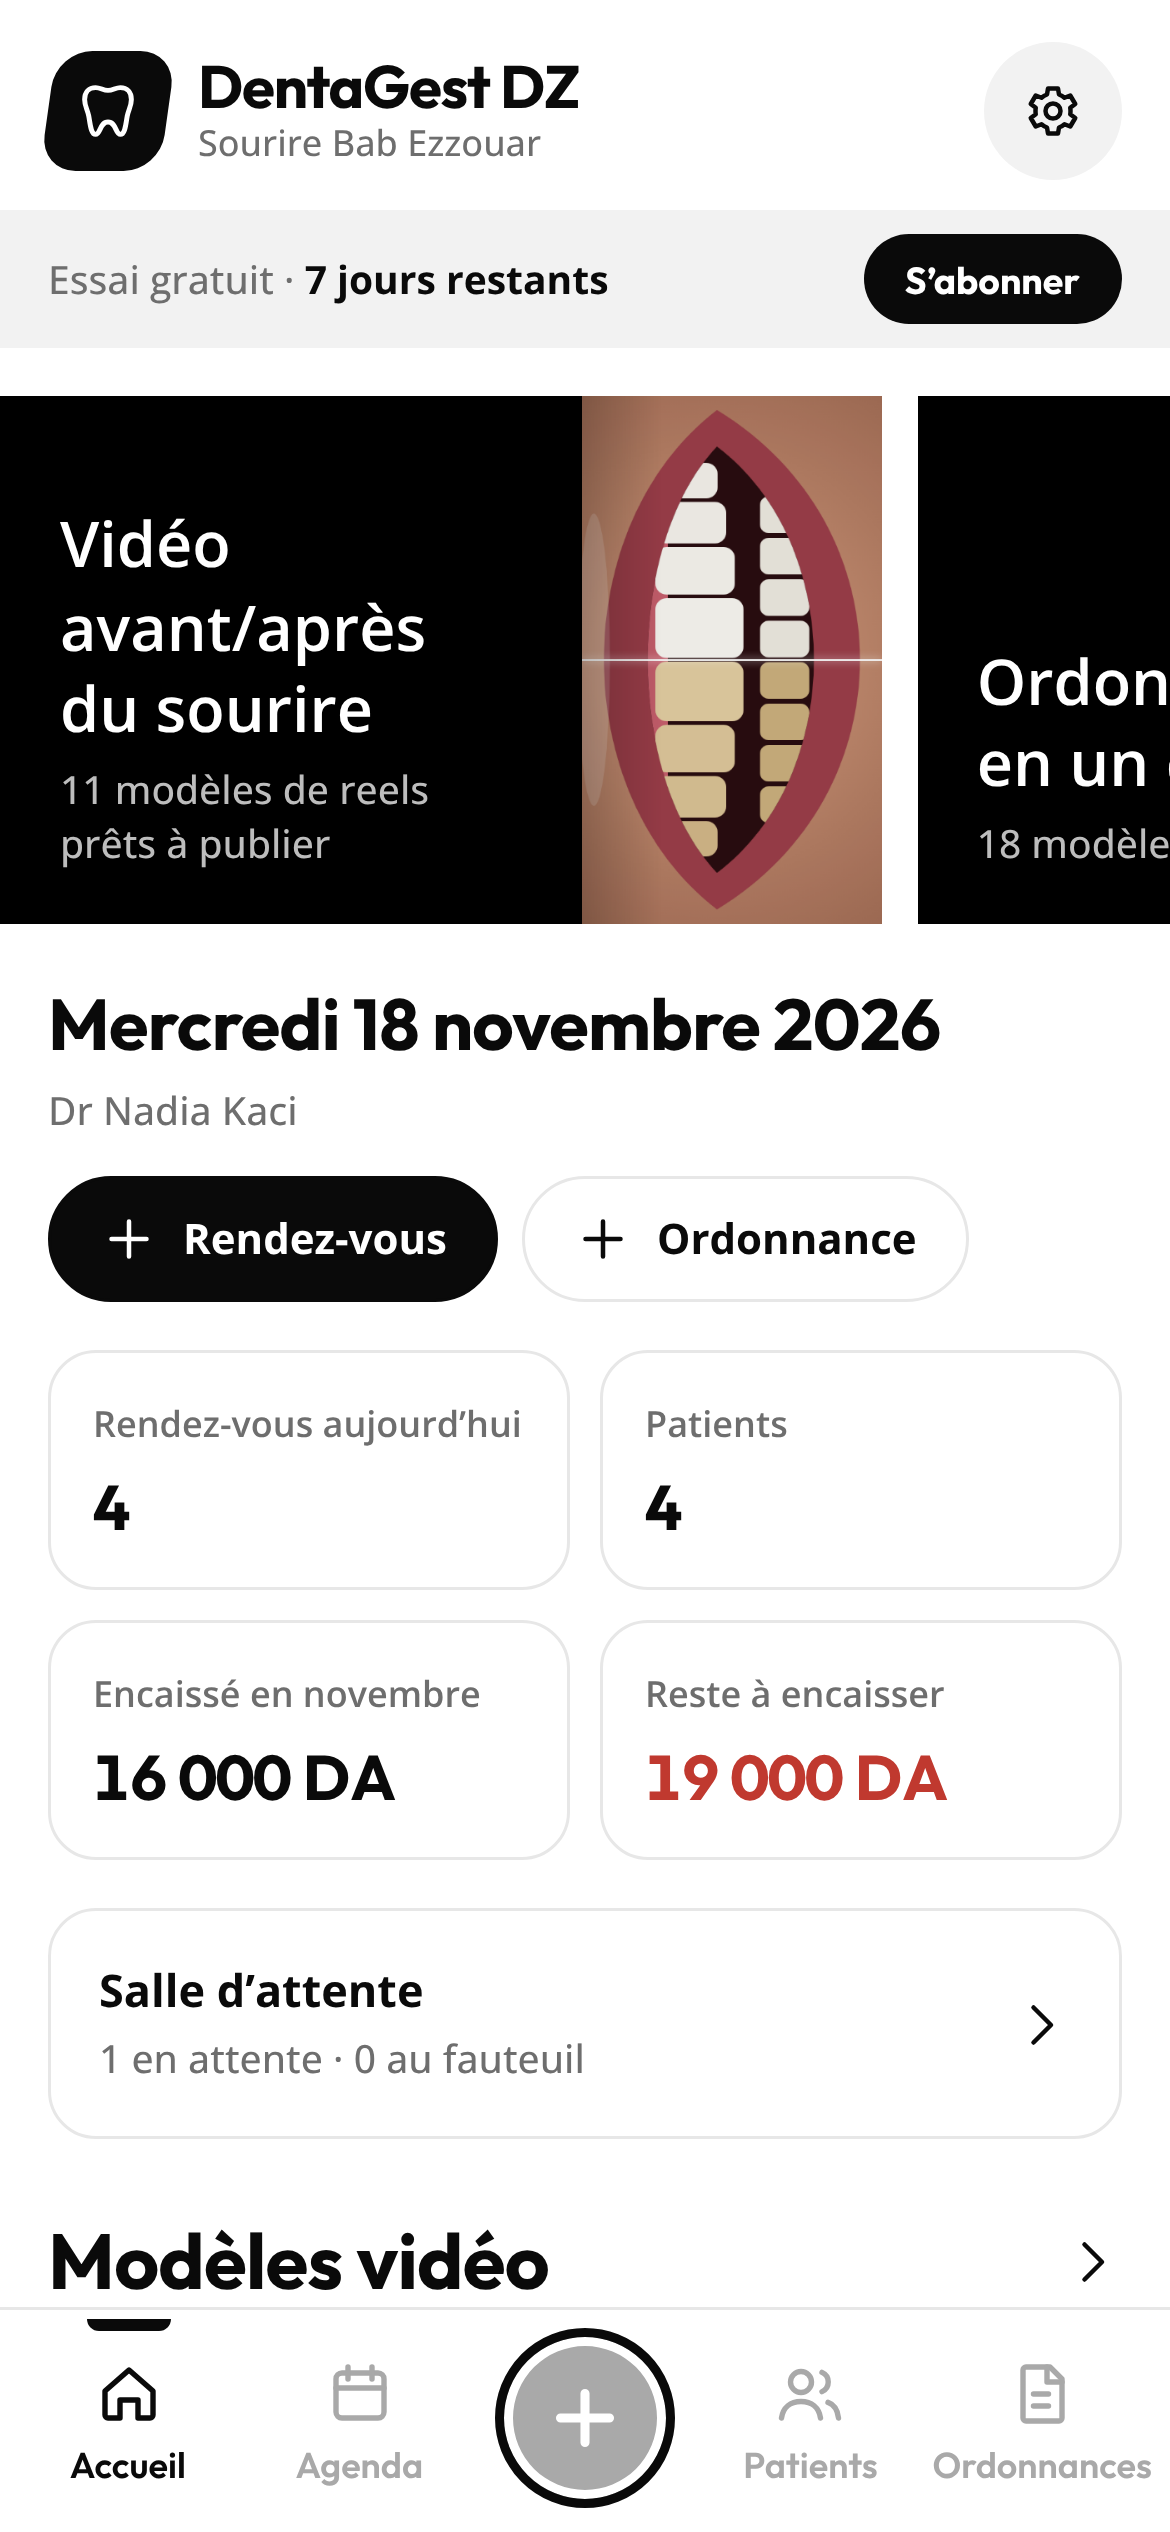 DentaGest DZ
Sourire Bab Ezzouar
Essai gratuit · 7 jours restants
S’abonner
Vidéo
avant/après
du sourire
11 modèles de reels
prêts à publier
Ordon
en un
18 modèle
Mercredi 18 novembre 2026
Dr Nadia Kaci
Rendez-vous
Ordonnance
Rendez-vous aujourd’hui
4
Patients
4
Encaissé en novembre
16 000 DA
Reste à encaisser
19 000 DA
Salle d’attente
1 en attente · 0 au fauteuil
Modèles vidéo
Accueil
Agenda
Patients
Ordonnances